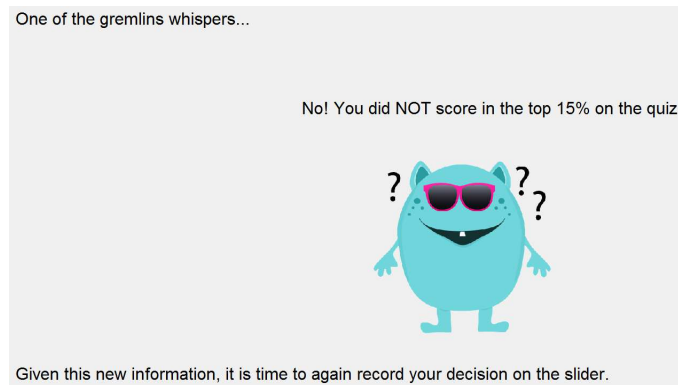 One of the gremlins whispers...
No! You did NOT score in the top 15% on the quiz
?
?
?
Given this new information, it is time to again record your decision on the slider.